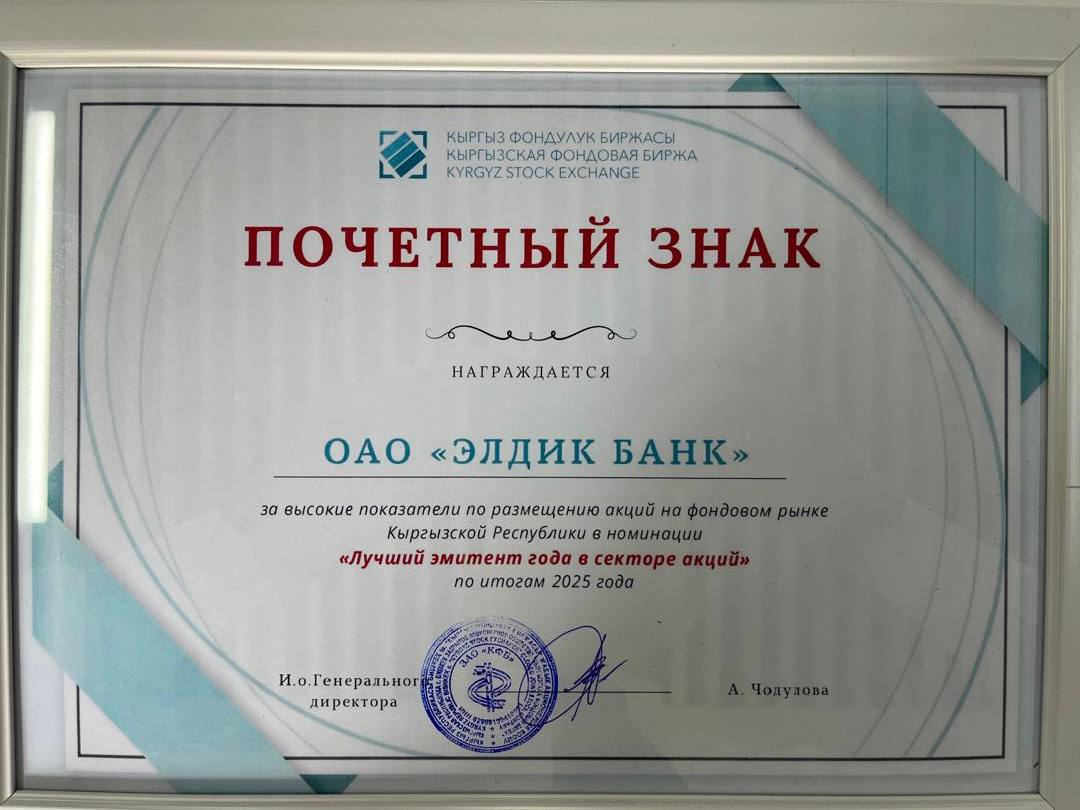 КЫРГЫЗ ФОНДУЛУК БИРЖАСЫ
КЫРГЫЗСКАЯ ФОНДОВАЯ БИРЖА
KYRGYZ STOCK EXCHANGE
ПОЧЕТНЫЙ ЗНАК
НАГРАЖДАЕТСЯ
ОАО «ЭЛДИК БАНК»
за высокие показатели по размещению акций на фондовом рынке
Кыргызской Республики в номинации
«Лучший эмитент года в секторе акций»
по итогам 2025 года
ЗАО «КФБ»
И.о.Генерального
директора
А. Чодулова